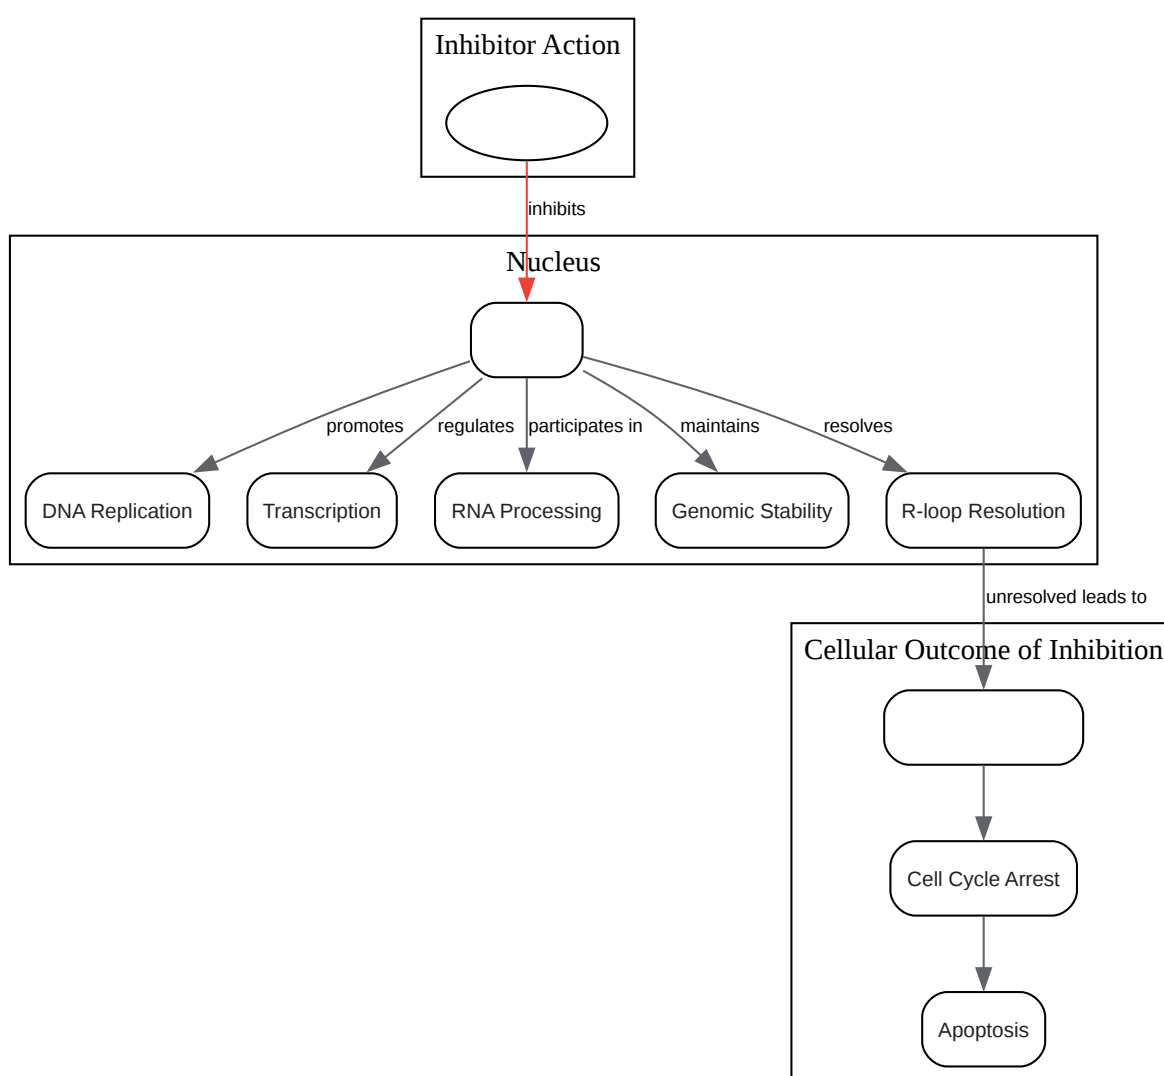 Inhibitor Action
inhibits
Nucleus
promotes
regulates
participates in
maintains
resolves
DNA Replication
Transcription
RNA Processing
Genomic Stability
R-loop Resolution
unresolved leads to
Cellular Outcome of Inhibition
Cell Cycle Arrest
Apoptosis